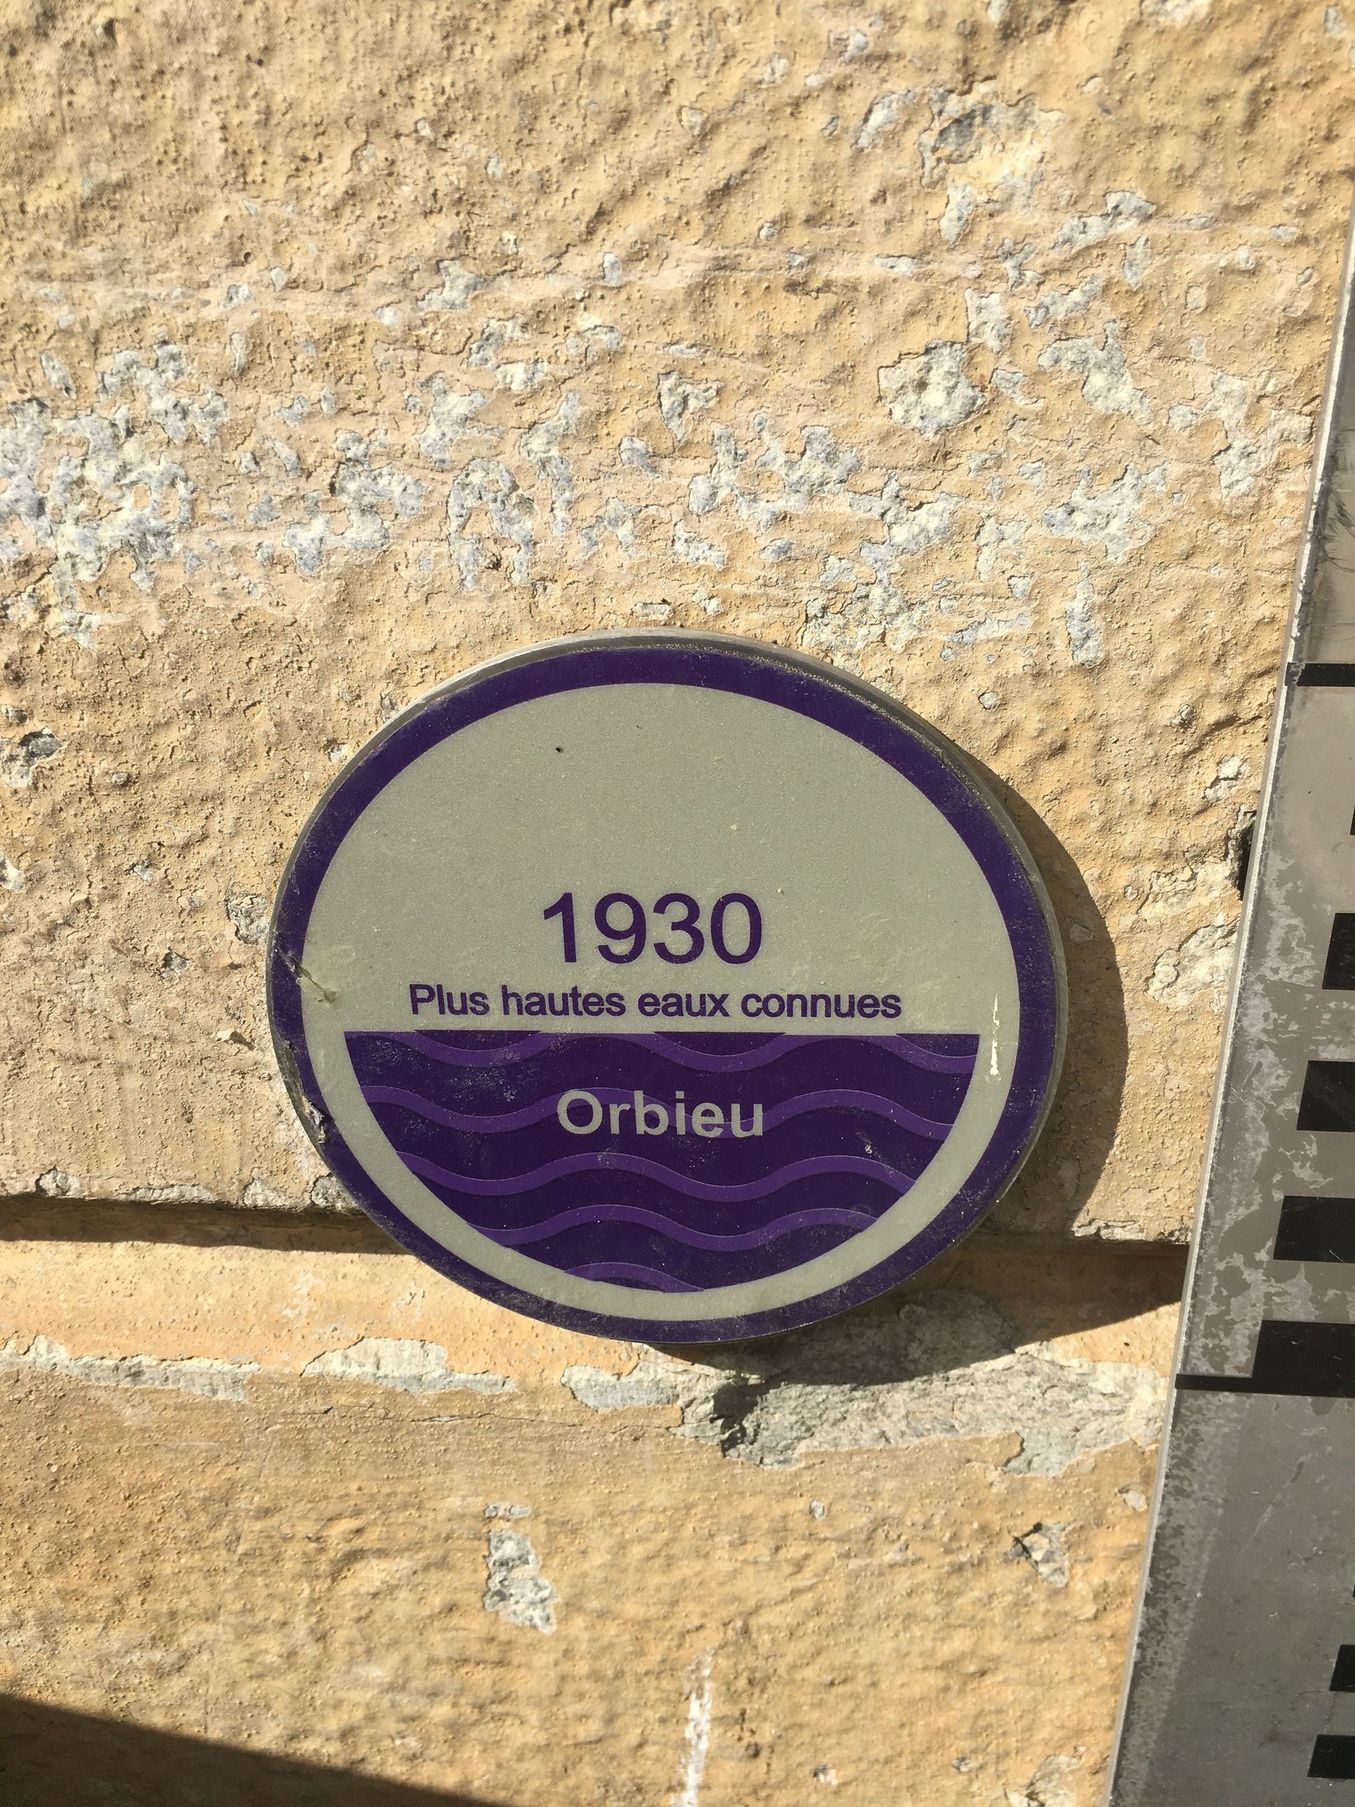 1930
Plus hautes eaux connues
Orbieu